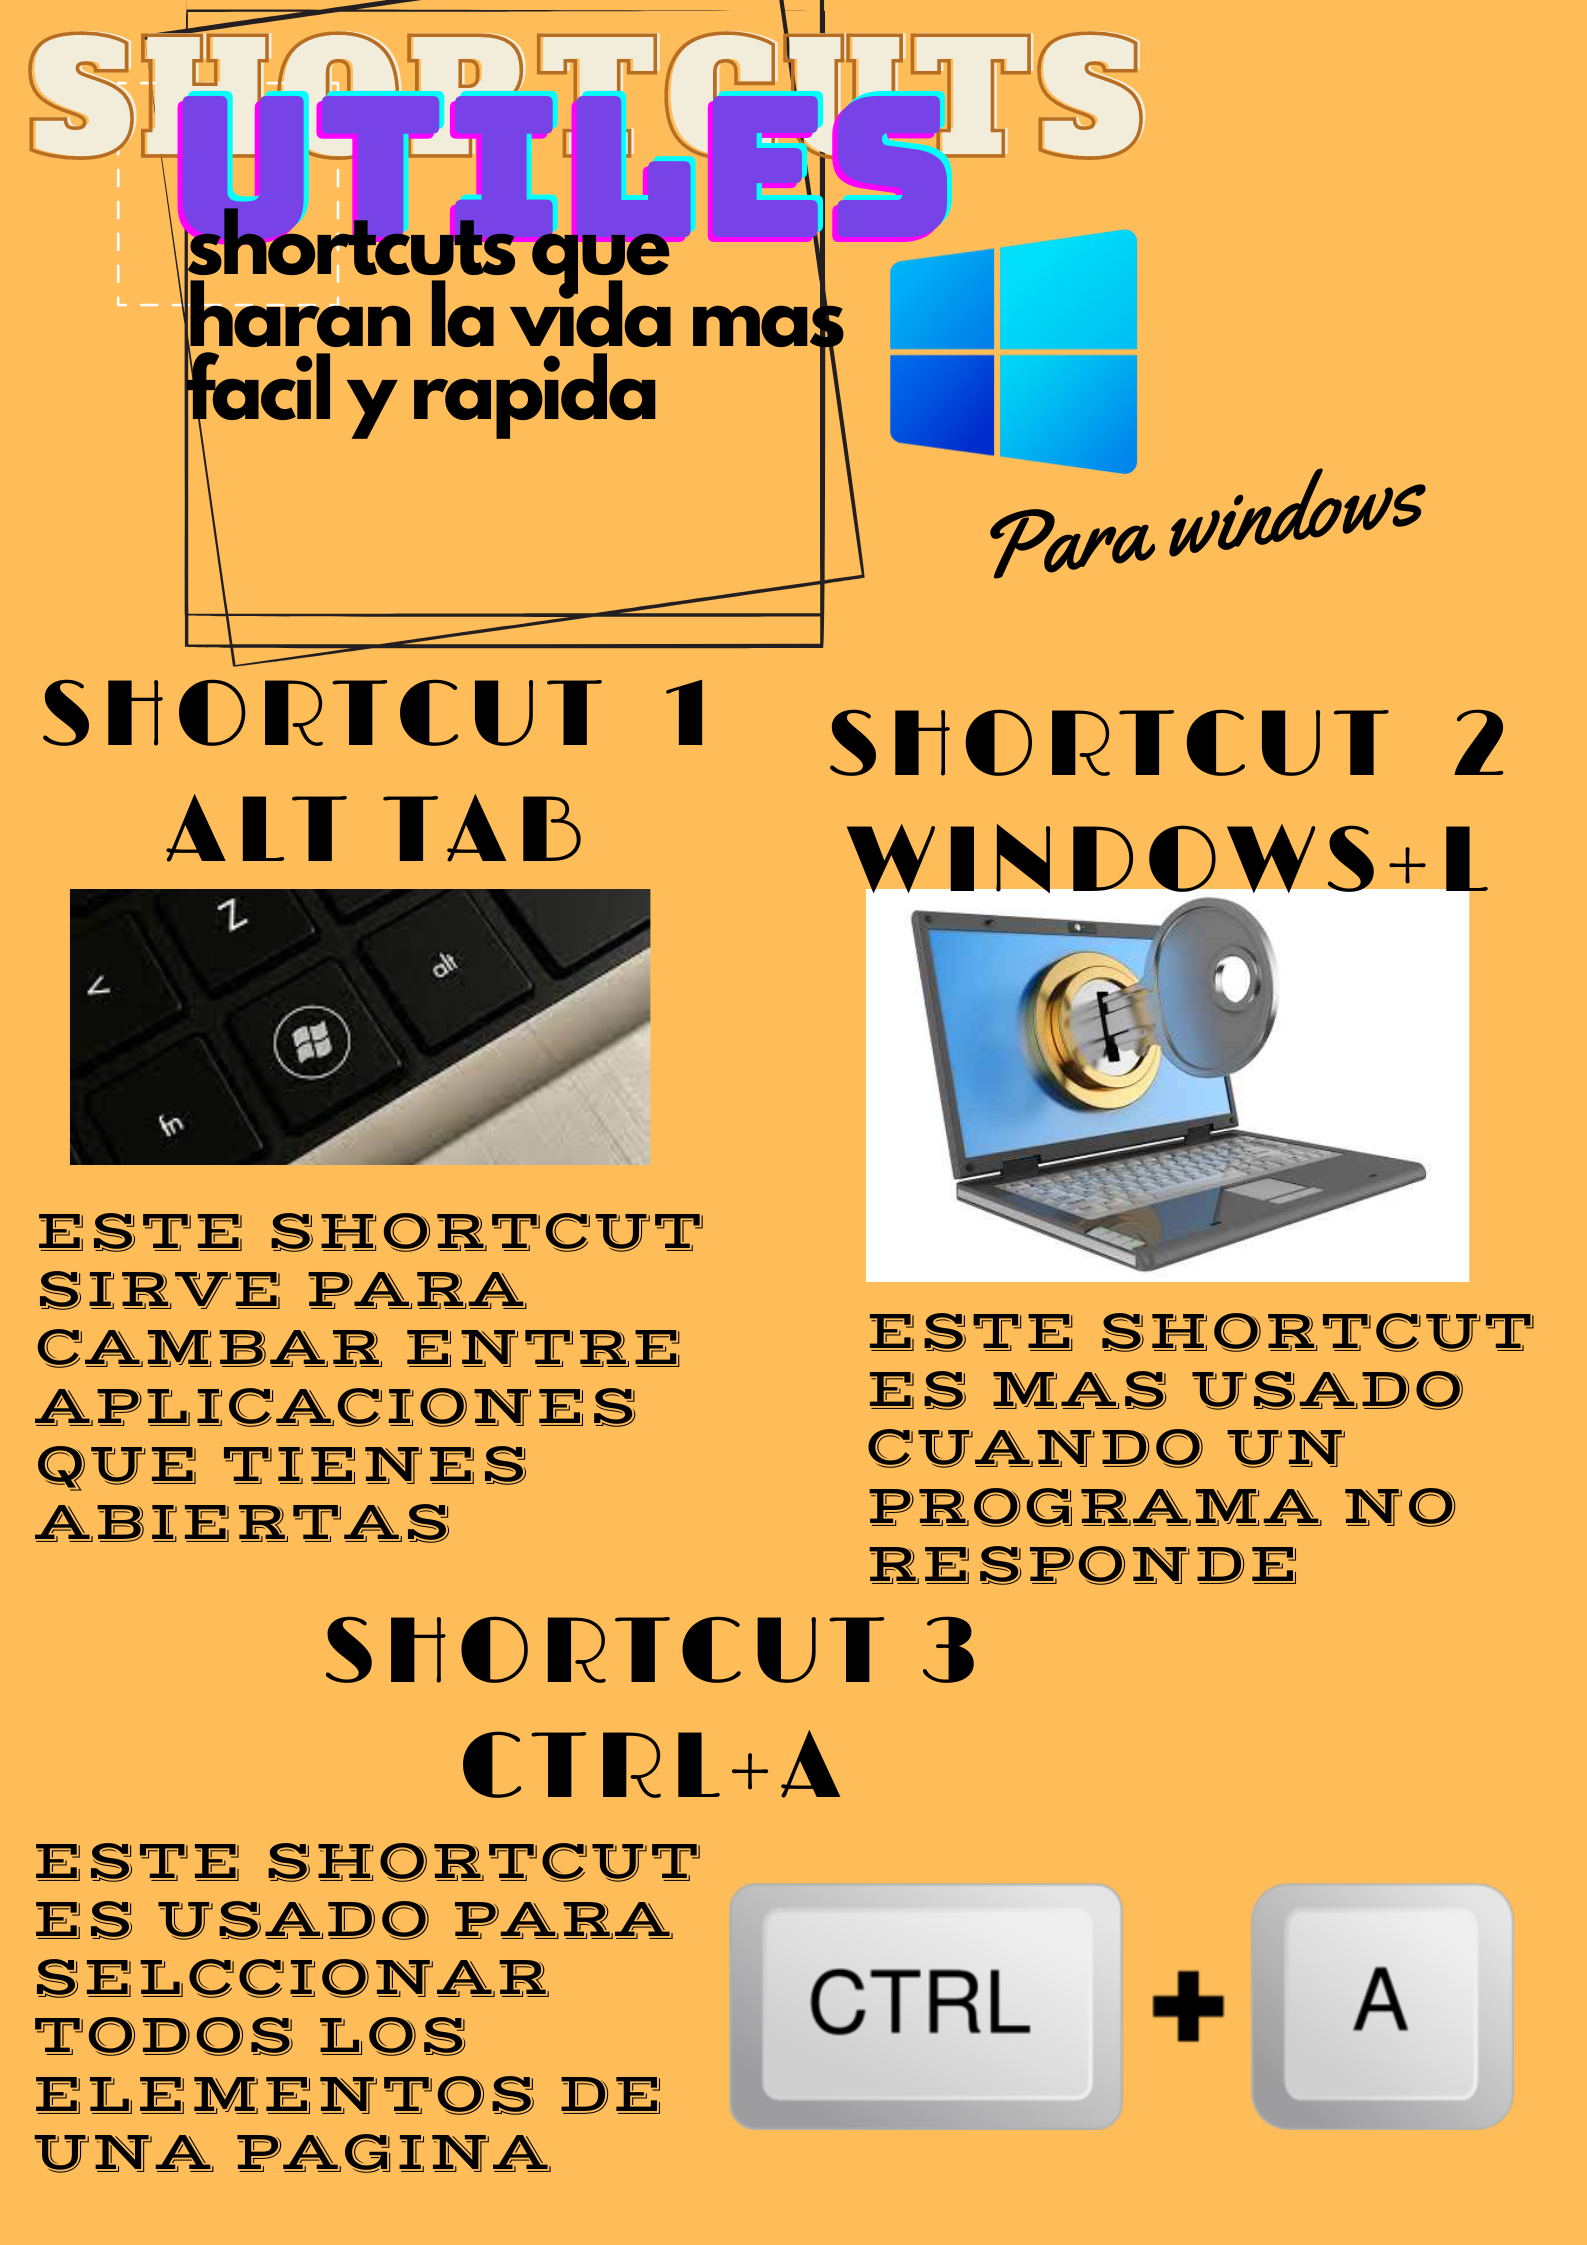 SHORTCUTS
UTILES
shortcuts que
haran la vida mas
facil y rapida
Para windows
SHORTCUT 1
ALT TAB
Z
<
alt
fn
ESTE SHORTCUT
SIRVE PARA
CAMBAR ENTRE
APLICACIONES
QUE TIENES
ABIERTAS
SHORTCUT 2
WINDOWS+L
ESTE SHORTCUT
ES MAS USADO
CUANDO UN
PROGRAMA NO
RESPONDE
SHORTCUT 3
CTRL+A
ESTE SHORTCUT
ES USADO PARA
SELCCIONAR
TODOS LOS
ELEMENTOS DE
UNA PAGINA
CTRL + A